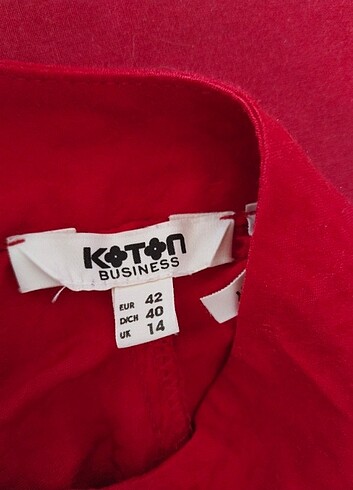 KOTON
BUSINESS
EUR 42
D/CH 40
UK 14